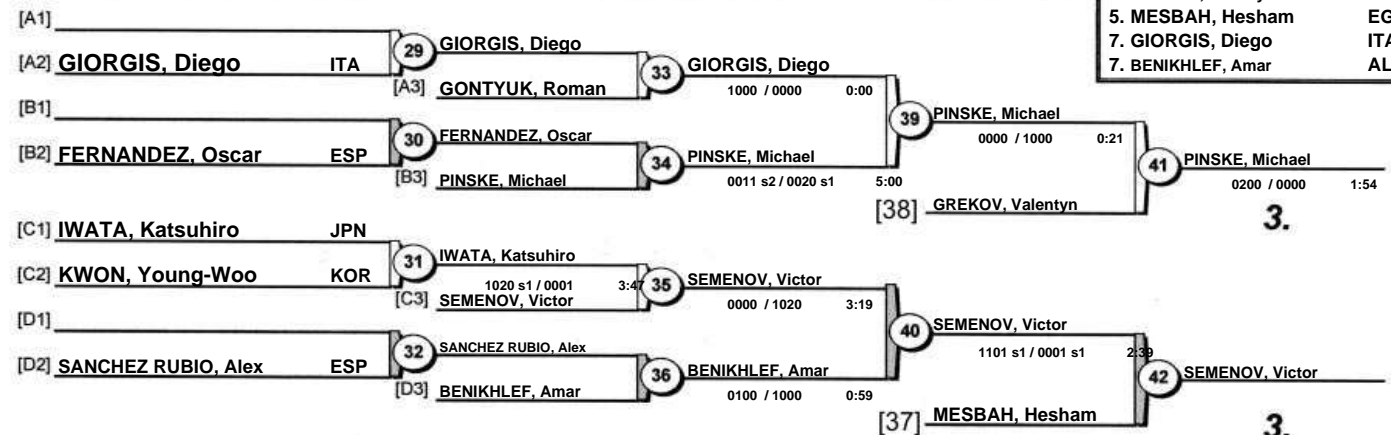 5. MESBAH, Hesham EG
7. GIORGIS, Diego ITA
7. BENIKHLEF, Amar AL
[A1]
[A2] GIORGIS, Diego ITA
29
GIORGIS, Diego
[A3] GONTYUK, Roman
33
GIORGIS, Diego
1000 / 0000 0:00
[B1]
[B2] FERNANDEZ, Oscar ESP
30
FERNANDEZ, Oscar
[B3] PINSKE, Michael
34
PINSKE, Michael
0011 s2 / 0020 s1 5:00
39
PINSKE, Michael
0000 / 1000 0:21
[38] GREKOV, Valentyn
41
PINSKE, Michael
0200 / 0000 1:54
3.
[C1] IWATA, Katsuhiro JPN
[C2] KWON, Young-Woo KOR
31
IWATA, Katsuhiro
1020 s1 / 0001 3:47
[C3] SEMENOV, Victor
35
SEMENOV, Victor
0000 / 1020 3:19
[D1]
[D2] SANCHEZ RUBIO, Alex ESP
32
SANCHEZ RUBIO, Alex
[D3] BENIKHLEF, Amar
36
BENIKHLEF, Amar
0100 / 1000 0:59
40
SEMENOV, Victor
1101 s1 / 0001 s1 2:39
[37] MESBAH, Hesham
42
SEMENOV, Victor
3.